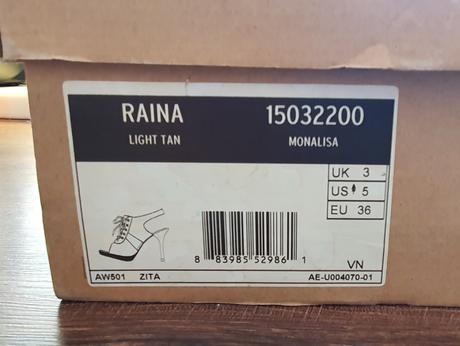 RAINA 15032200
LIGHT TAN MONALISA
UK 3
US 5
EU 36
8 83985 52986 1
VN
AW501 ZITA AE-U004070-01